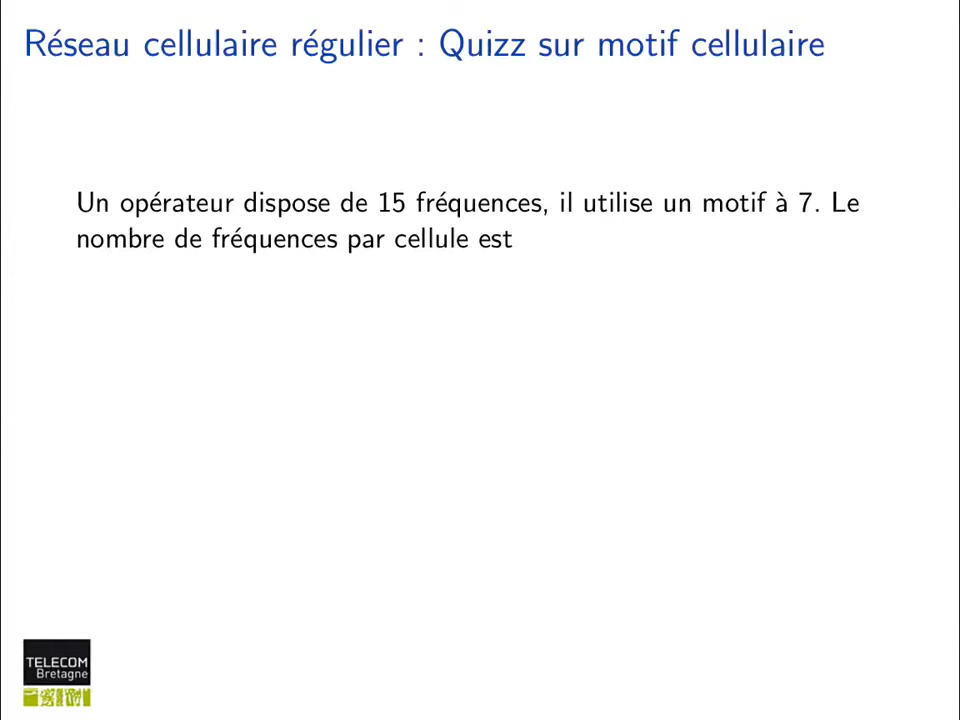 Réseau cellulaire régulier : Quizz sur motif cellulaire
Un opérateur dispose de 15 fréquences, il utilise un motif à 7. Le
nombre de fréquences par cellule est
TELECOM
Bretagne